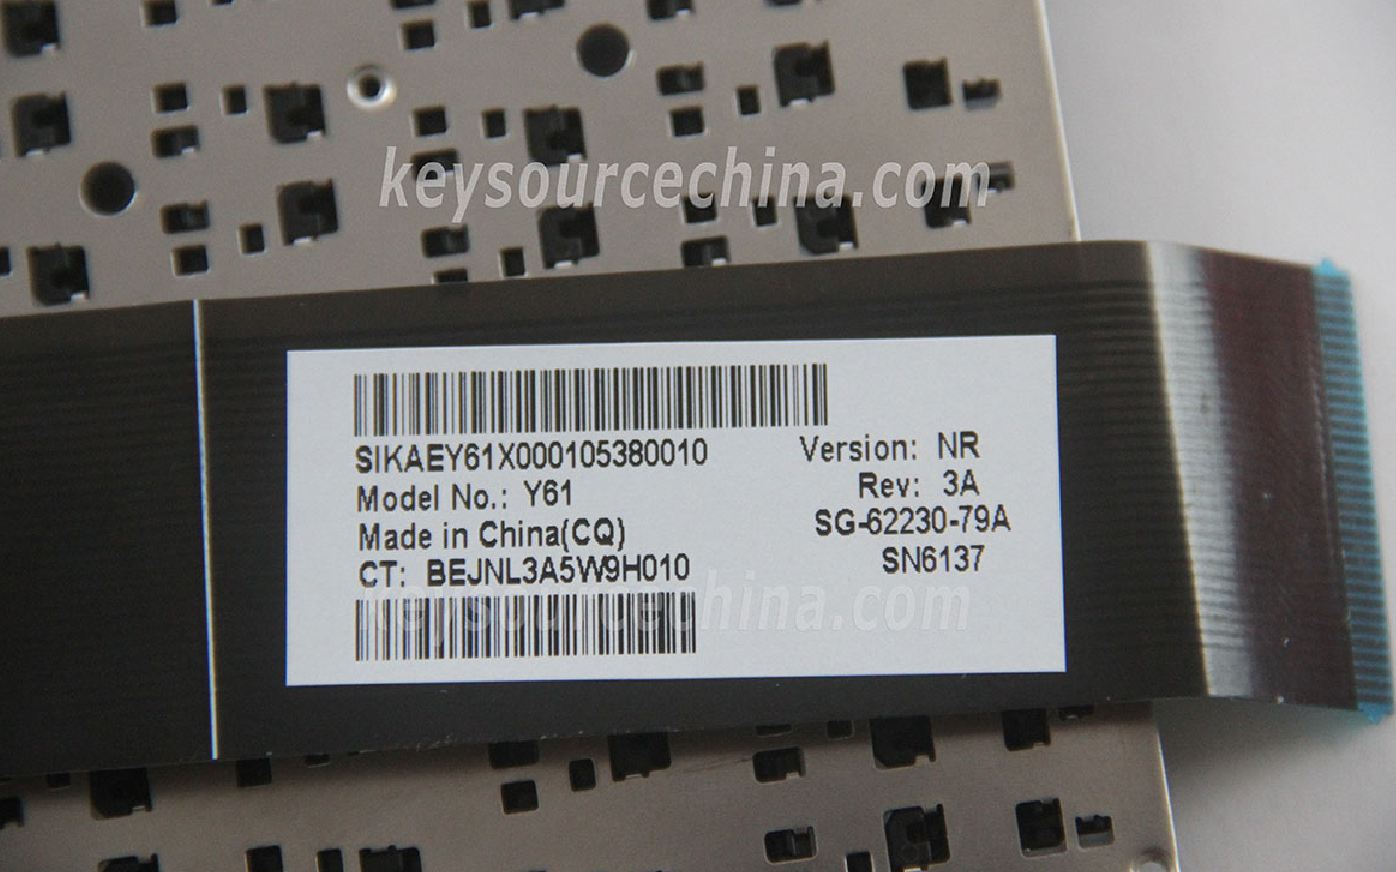 keysourcechina.com
SIKAEY61X000105380010
Version: NR
Model No.: Y61
Rev: 3A
Made in China(CQ)
SG-62230-79A
CT: BEJNL3A5W9H010
SN6137
keysourcechina.com